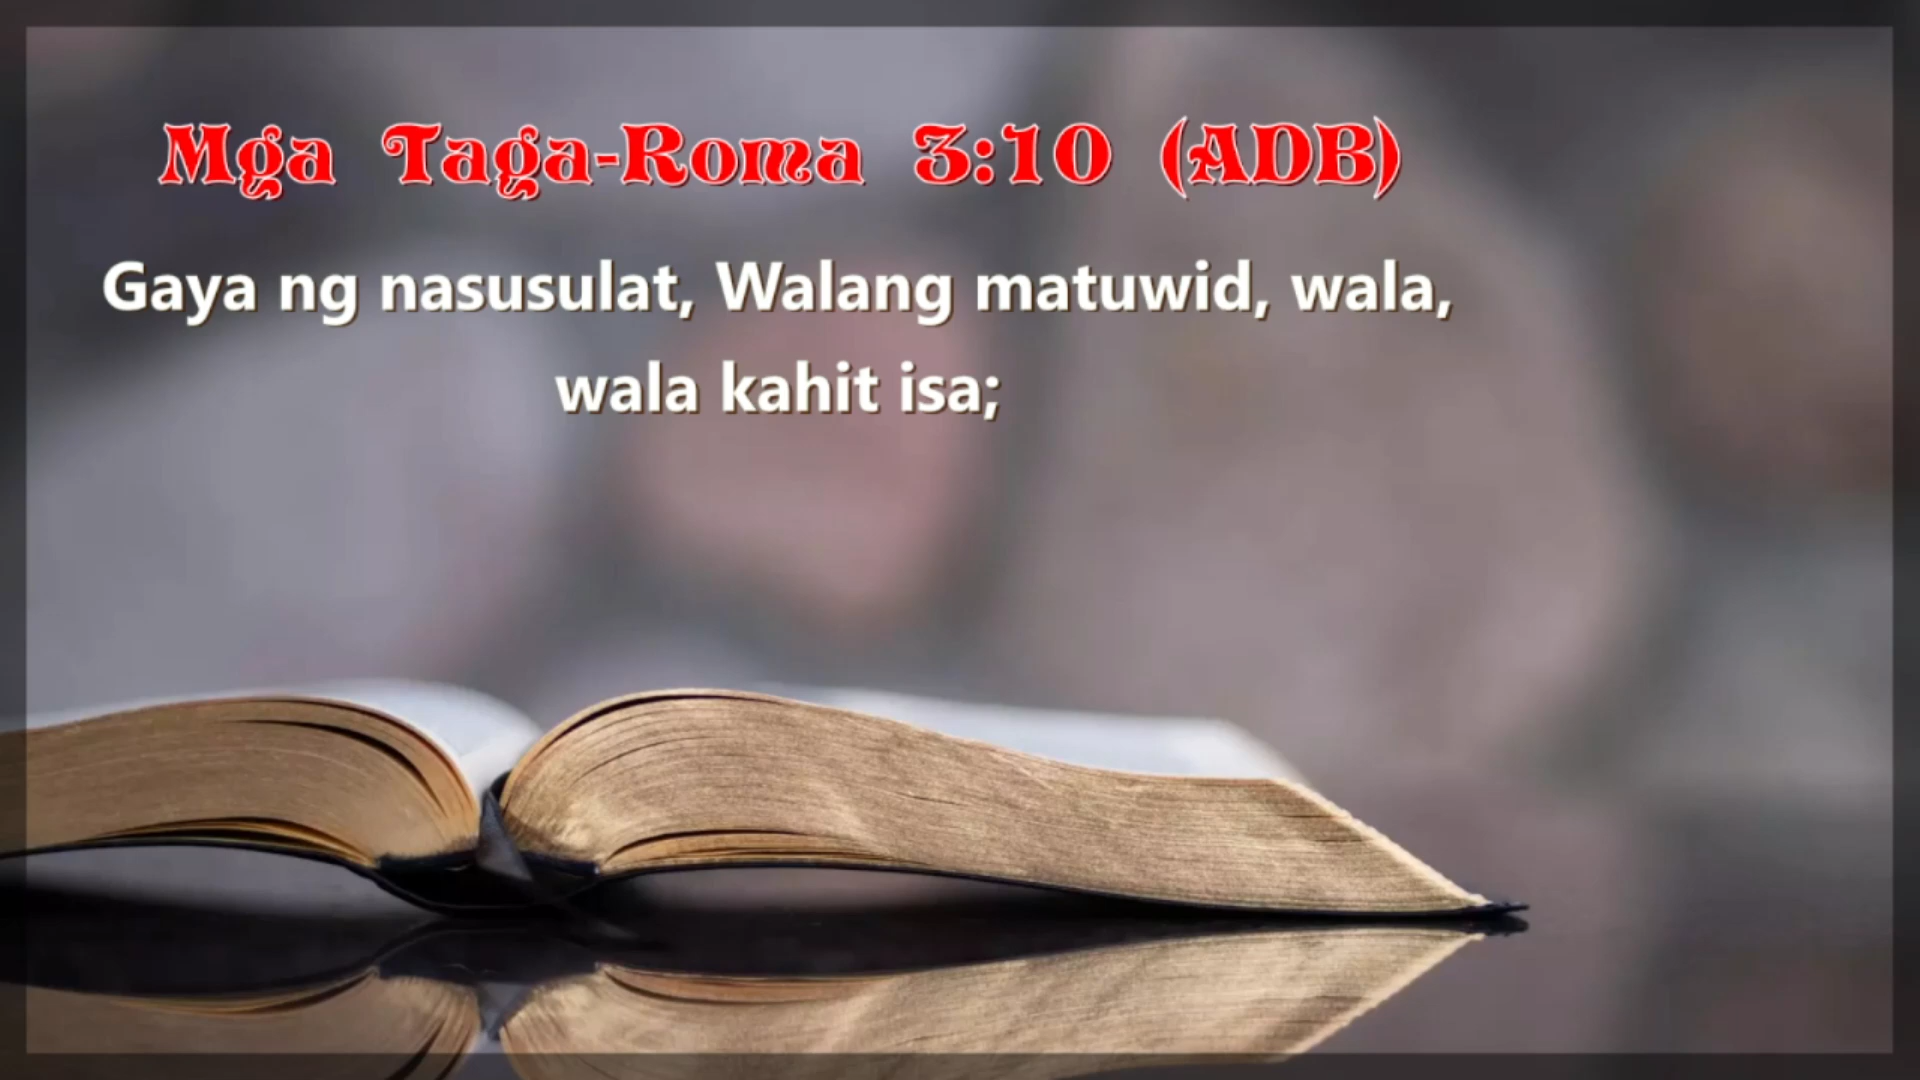 Mga Taga-Roma 3:10 (ADB)
Gaya ng nasusulat, Walang matuwid, wala,
wala kahit isa;